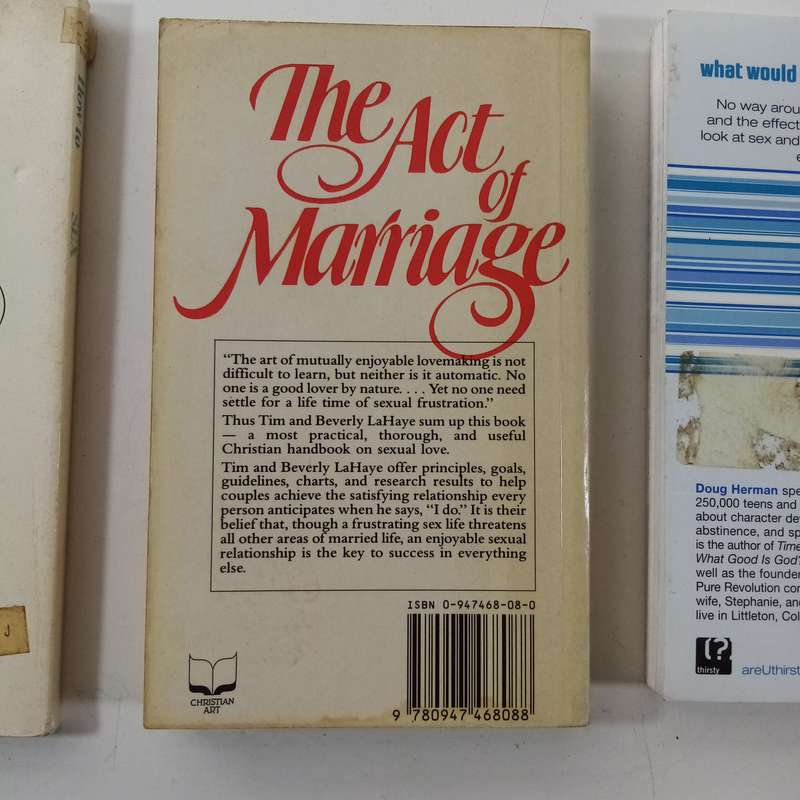 How to
SEX
J
The Act
of
Marriage
“The art of mutually enjoyable lovemaking is not
difficult to learn, but neither is it automatic. No
one is a good lover by nature. . . . Yet no one need
settle for a life time of sexual frustration.”
Thus Tim and Beverly LaHaye sum up this book
— a most practical, thorough, and useful
Christian handbook on sexual love.
Tim and Beverly LaHaye offer principles, goals,
guidelines, charts, and research results to help
couples achieve the satisfying relationship every
person anticipates when he says, “I do.” It is their
belief that, though a frustrating sex life threatens
all other areas of married life, an enjoyable sexual
relationship is the key to success in everything
else.
ISBN 0-947468-08-0
9 780947 468088
CHRISTIAN
ART
what would
No way arou
and the effect
look at sex and
e
Doug Herman spe
250,000 teens and
about character de
abstinence, and sp
is the author of Time
What Good Is God?
well as the founder
Pure Revolution con
wife, Stephanie, and
live in Littleton, Col
(?
thirsty
areUthirst